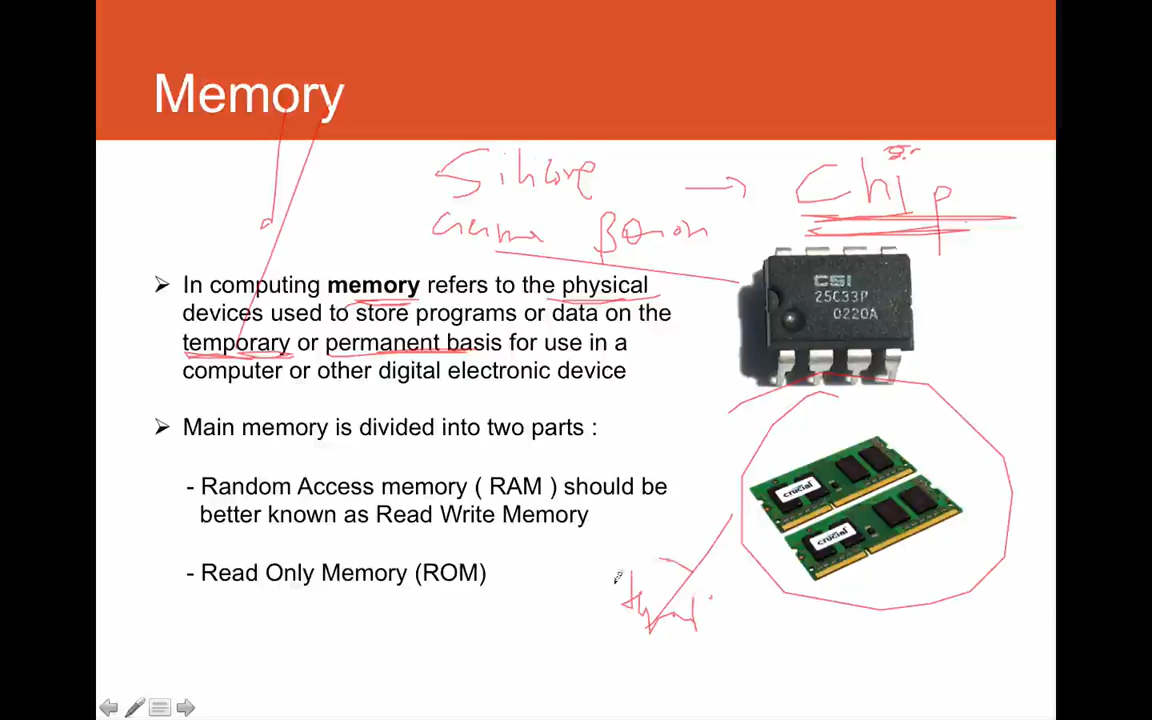 Memory
Silicone → Chip
Boron
CSI
25C33P
0220A
➢ In computing memory refers to the physical
devices used to store programs or data on the
temporary or permanent basis for use in a
computer or other digital electronic device
➢ Main memory is divided into two parts :
crucial
- Random Access memory ( RAM ) should be
better known as Read Write Memory
crucial
- Read Only Memory (ROM)